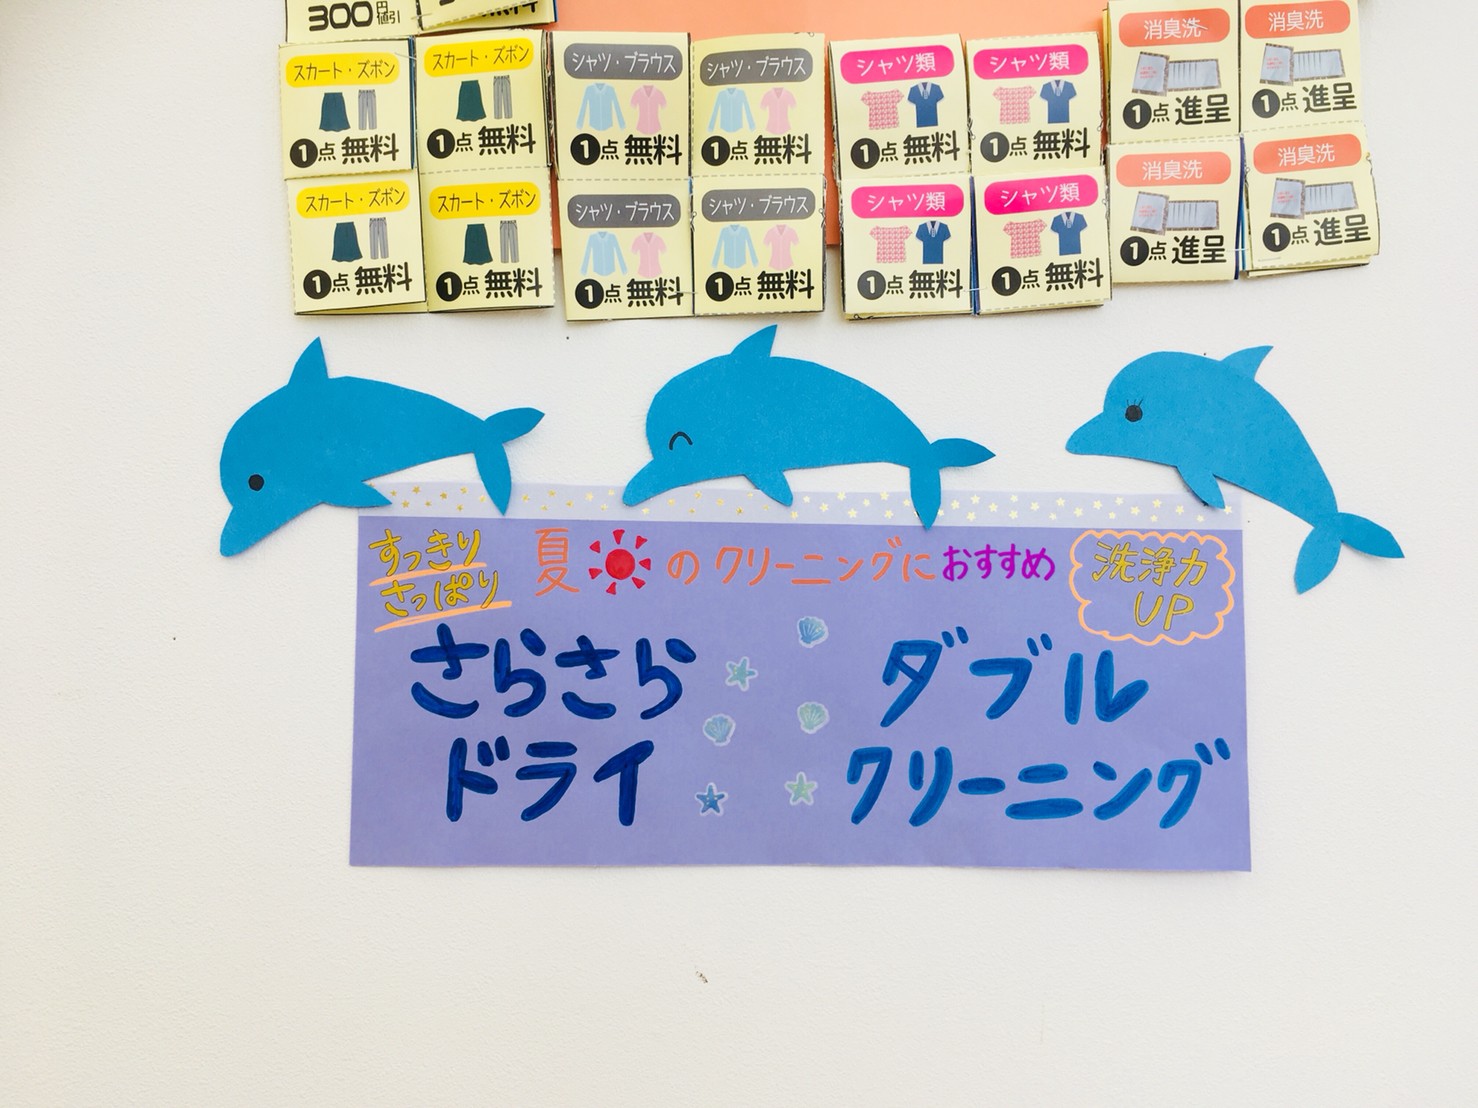 300円値引
スカート・ズボン スカート・ズボン シャツ・ブラウス シャツ・ブラウス シャツ類 シャツ類 消臭洗 消臭洗
1点無料 1点無料 1点無料 1点無料 1点無料 1点無料 1点進呈 1点進呈
スカート・ズボン スカート・ズボン シャツ・ブラウス シャツ・ブラウス シャツ類 シャツ類 消臭洗 消臭洗
1点無料 1点無料 1点無料 1点無料 1点無料 1点無料 1点進呈 1点進呈
すっきり
さっぱり
夏のクリーニングにおすすめ
洗浄力
UP
さらさら
ドライ
ダブル
クリーニング